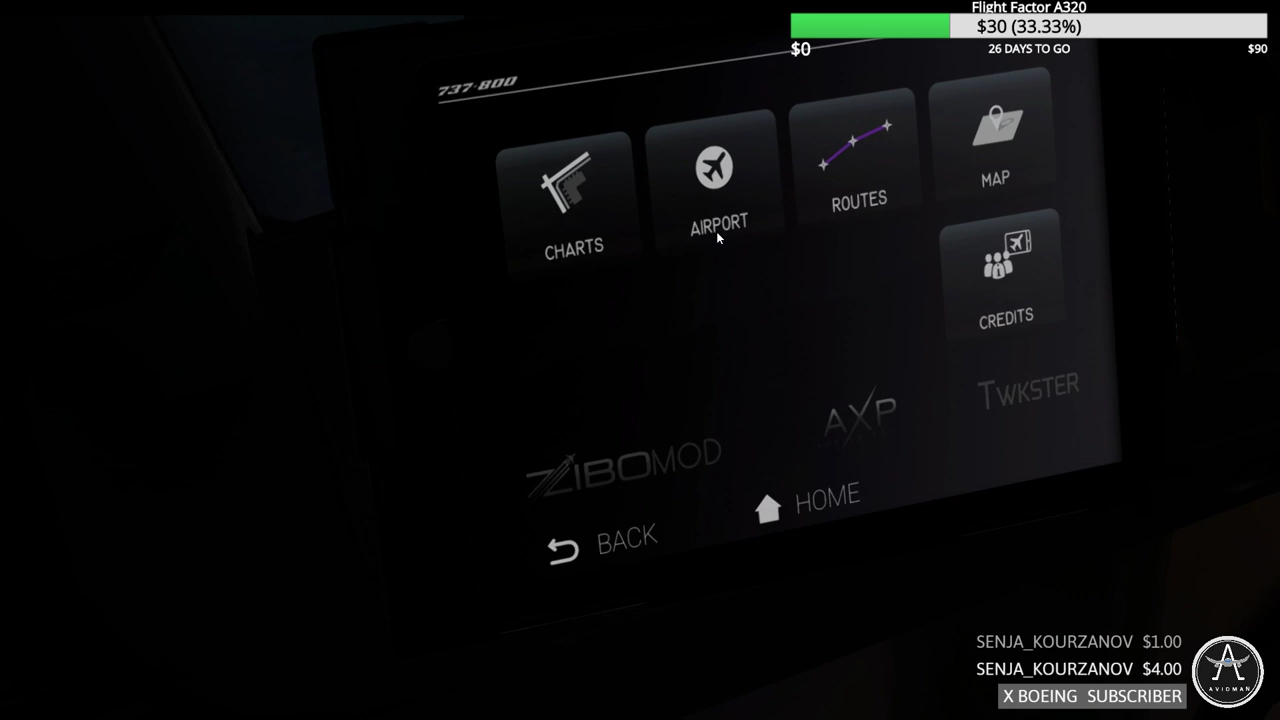 Flight Factor A320
$30 (33.33%)
$0
26 DAYS TO GO
$90
737-800
CHARTS
AIRPORT
ROUTES
MAP
CREDITS
ZIBOMOD
AXP
TWKSTER
BACK
HOME
SENJA_KOURZANOV $1.00
SENJA_KOURZANOV $4.00
X BOEING SUBSCRIBER
AVIDMAN